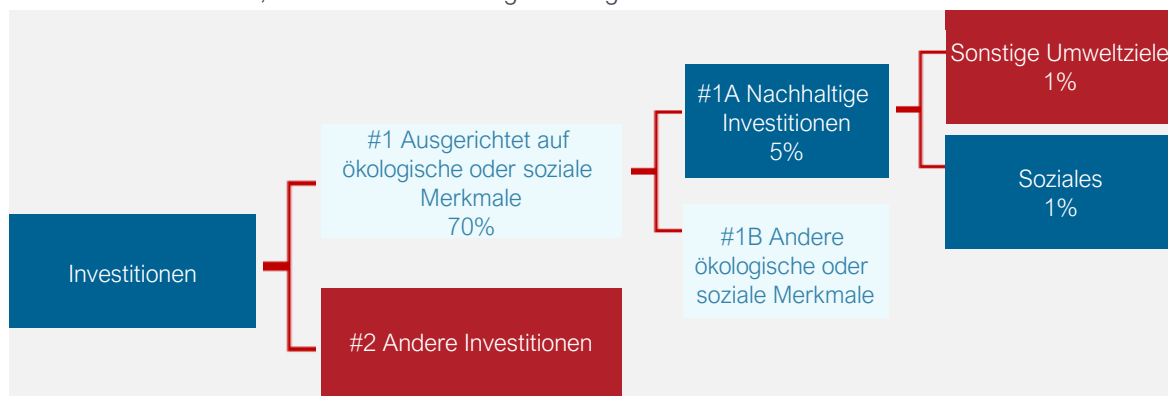 Sonstige Umweltziele
1%
#1A Nachhaltige
Investitionen
5%
#1 Ausgerichtet auf
ökologische oder soziale
Merkmale
70%
Soziales
1%
#1B Andere
ökologische oder
soziale Merkmale
Investitionen
#2 Andere Investitionen